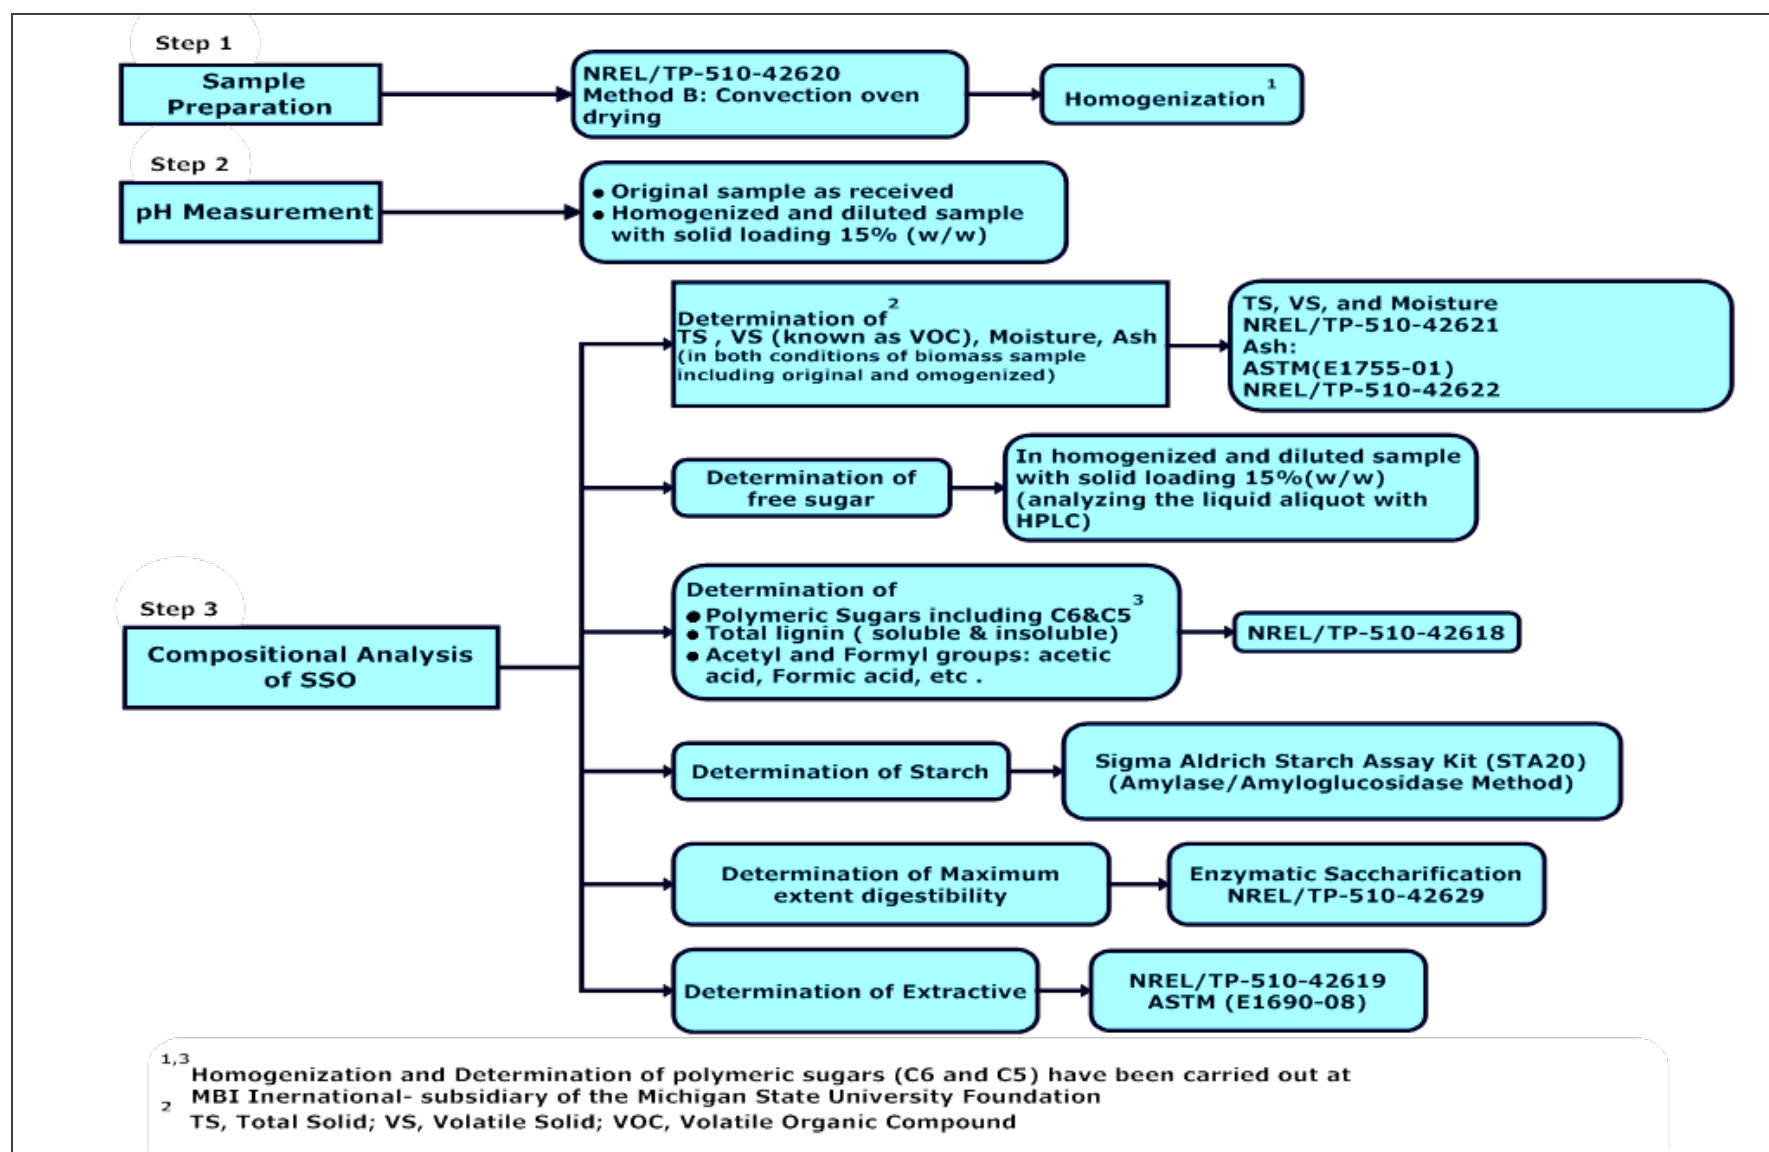 Step 1
Sample
Preparation
NREL/TP-510-42620
Method B: Convection oven
drying
Homogenization1
Step 2
pH Measurement
● Original sample as received
● Homogenized and diluted sample
with solid loading 15% (w/w)
Determination of2
TS , VS (known as VOC), Moisture, Ash
(in both conditions of biomass sample
including original and omogenized)
TS, VS, and Moisture
NREL/TP-510-42621
Ash:
ASTM(E1755-01)
NREL/TP-510-42622
Determination of
free sugar
In homogenized and diluted sample
with solid loading 15%(w/w)
(analyzing the liquid aliquot with
HPLC)
Step 3
Compositional Analysis
of SSO
Determination of
● Polymeric Sugars including C6&C53
● Total lignin ( soluble & insoluble)
● Acetyl and Formyl groups: acetic
acid, Formic acid, etc .
NREL/TP-510-42618
Determination of Starch
Sigma Aldrich Starch Assay Kit (STA20)
(Amylase/Amyloglucosidase Method)
Determination of Maximum
extent digestibility
Enzymatic Saccharification
NREL/TP-510-42629
Determination of Extractive
NREL/TP-510-42619
ASTM (E1690-08)
1,3 Homogenization and Determination of polymeric sugars (C6 and C5) have been carried out at
MBI Inernational- subsidiary of the Michigan State University Foundation
2 TS, Total Solid; VS, Volatile Solid; VOC, Volatile Organic Compound